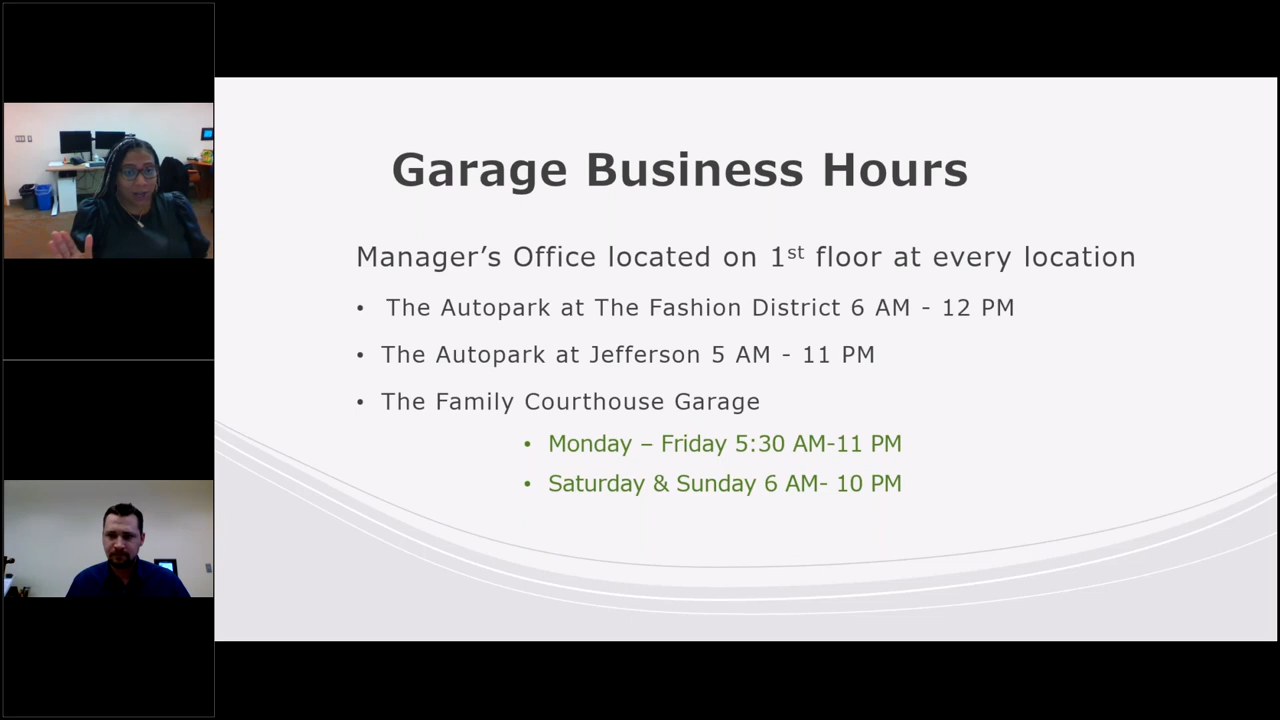 Garage Business Hours
Manager’s Office located on 1st floor at every location
• The Autopark at The Fashion District 6 AM - 12 PM
• The Autopark at Jefferson 5 AM - 11 PM
• The Family Courthouse Garage
• Monday – Friday 5:30 AM-11 PM
• Saturday & Sunday 6 AM- 10 PM